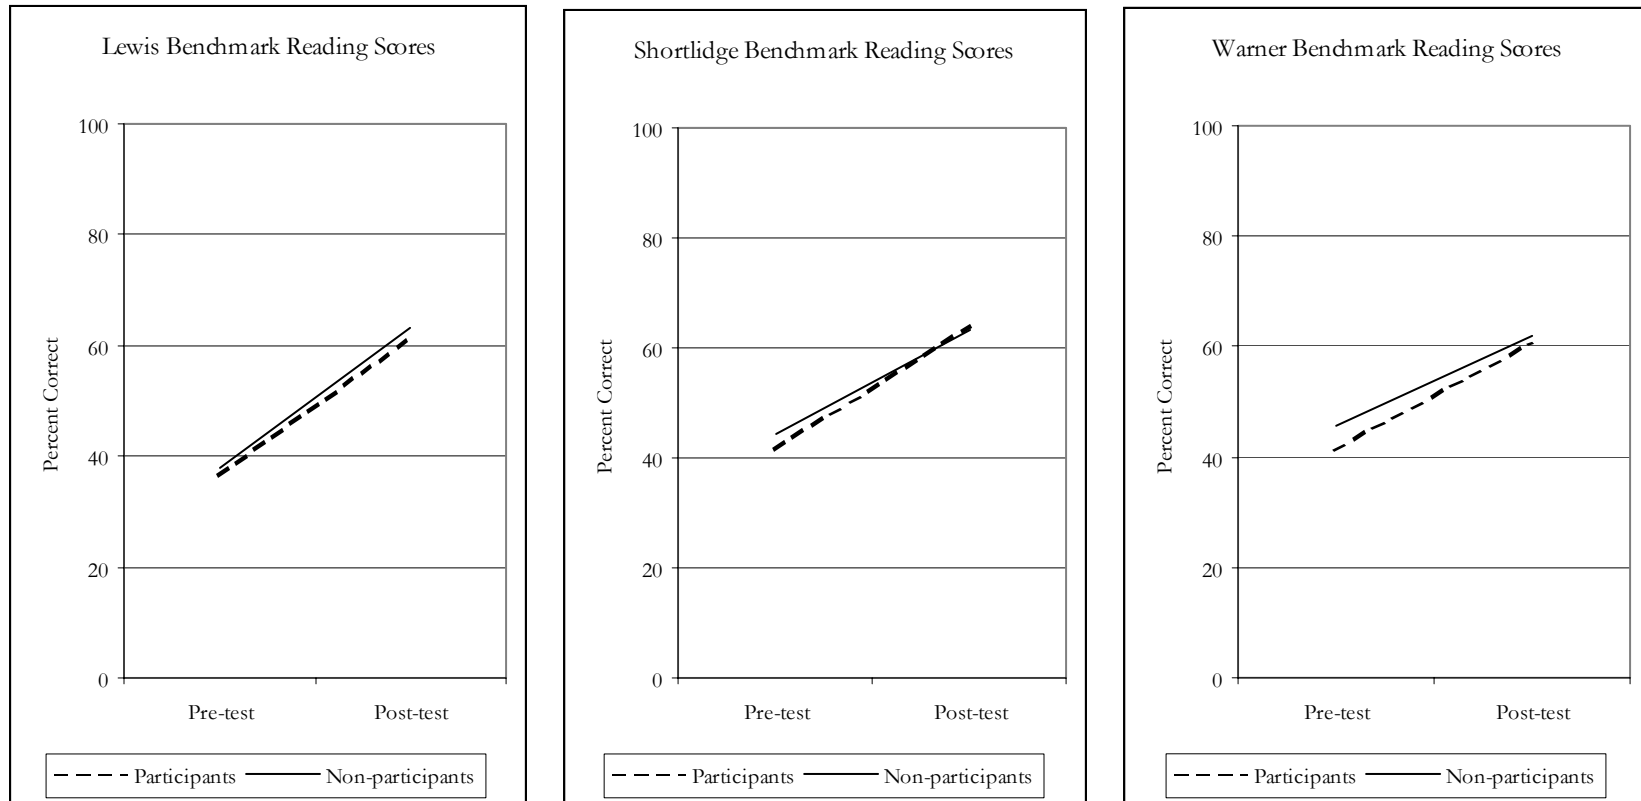 Lewis Benchmark Reading Scores
100
80
60
40
20
0
Percent Correct
Pre-test Post-test
Participants Non-participants
Shortlidge Benchmark Reading Scores
100
80
60
40
20
0
Percent Correct
Pre-test Post-test
Participants Non-participants
Warner Benchmark Reading Scores
100
80
60
40
20
0
Percent Correct
Pre-test Post-test
Participants Non-participants